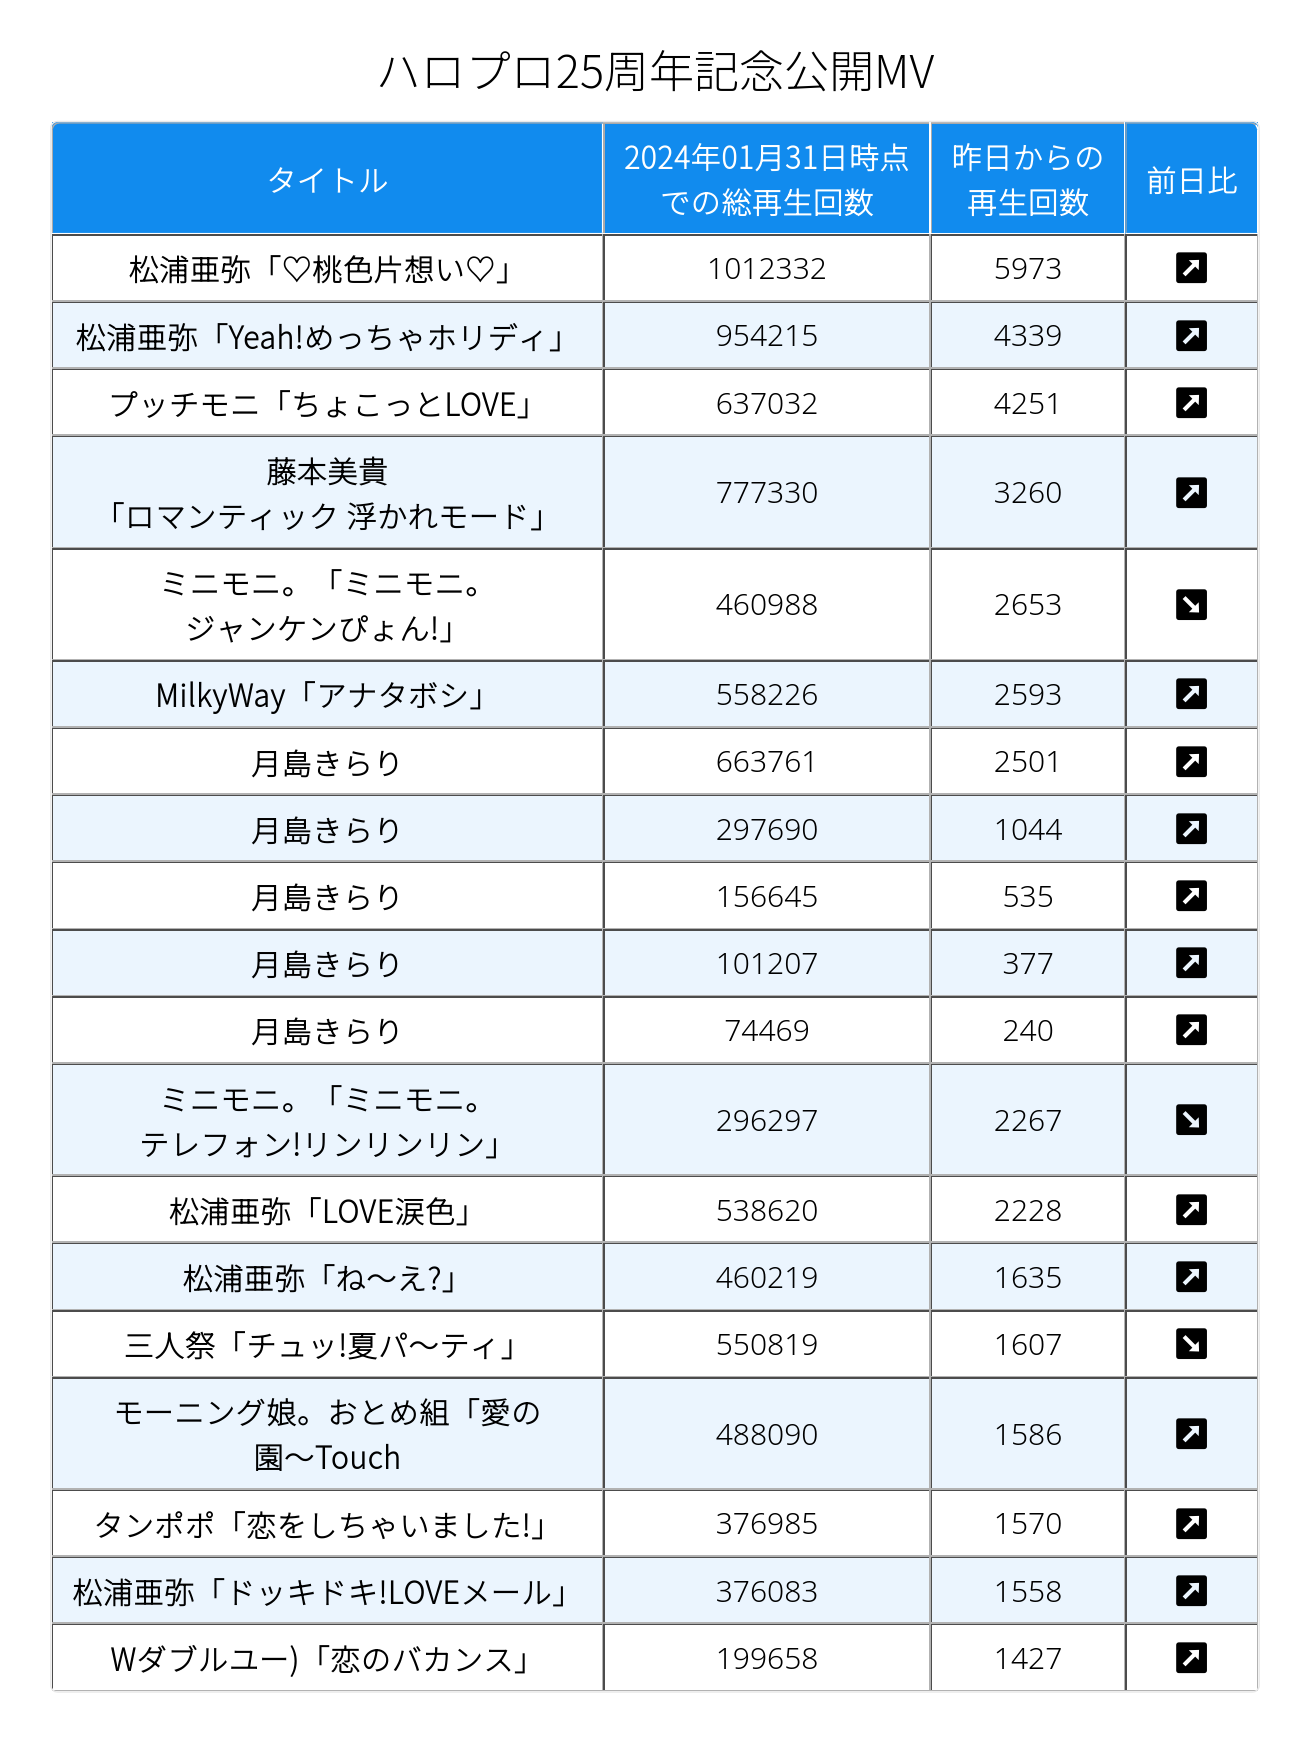 ハロプロ25周年記念公開MV
タイトル
2024年01月31日時点
での総再生回数
昨日からの
再生回数
前日比
松浦亜弥「♡桃色片想い♡」 1012332 5973
松浦亜弥「Yeah!めっちゃホリディ」 954215 4339
プッチモニ「ちょこっとLOVE」 637032 4251
藤本美貴
「ロマンティック 浮かれモード」 777330 3260
ミニモニ。「ミニモニ。
ジャンケンぴょん!」 460988 2653
MilkyWay「アナタボシ」 558226 2593
月島きらり 663761 2501
月島きらり 297690 1044
月島きらり 156645 535
月島きらり 101207 377
月島きらり 74469 240
ミニモニ。「ミニモニ。
テレフォン!リンリンリン」 296297 2267
松浦亜弥「LOVE涙色」 538620 2228
松浦亜弥「ね〜え?」 460219 1635
三人祭「チュッ!夏パ〜ティ」 550819 1607
モーニング娘。おとめ組「愛の
園〜Touch 488090 1586
タンポポ「恋をしちゃいました!」 376985 1570
松浦亜弥「ドッキドキ!LOVEメール」 376083 1558
Wダブルユー)「恋のバカンス」 199658 1427